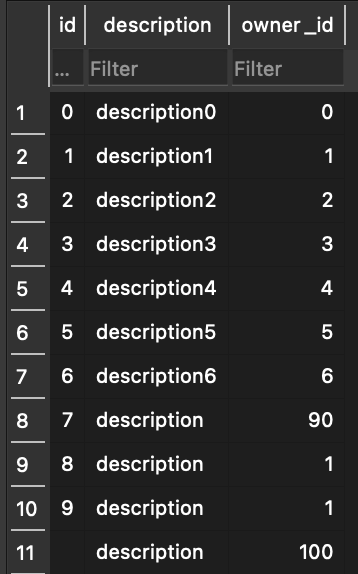 id description owner_id
... Filter Filter
1 0 description0 0
2 1 description1 1
3 2 description2 2
4 3 description3 3
5 4 description4 4
6 5 description5 5
7 6 description6 6
8 7 description 90
9 8 description 1
10 9 description 1
11 description 100